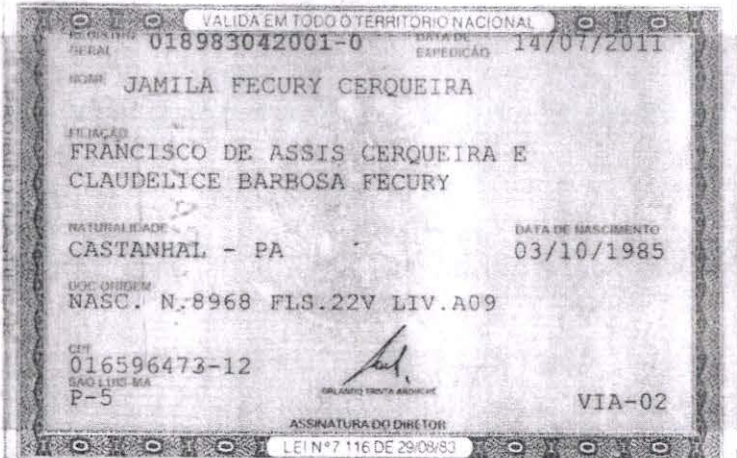 VALIDA EM TODO O TERRITORIO NACIONAL
REGISTRO GERAL 018983042001-0 DATA DE EXPEDIÇÃO 14/07/2011
NOME JAMILA FECURY CERQUEIRA
FILIAÇÃO
FRANCISCO DE ASSIS CERQUEIRA E
CLAUDELICE BARBOSA FECURY
NATURALIDADE DATA DE NASCIMENTO
CASTANHAL - PA 03/10/1985
DOC ORIGEM
NASC. N.8968 FLS.22V LIV.A09
CPF
016596473-12
SAO LUIS-MA
P-5 VIA-02
ASSINATURA DO DIRETOR
LEI Nº 7.116 DE 29/08/83